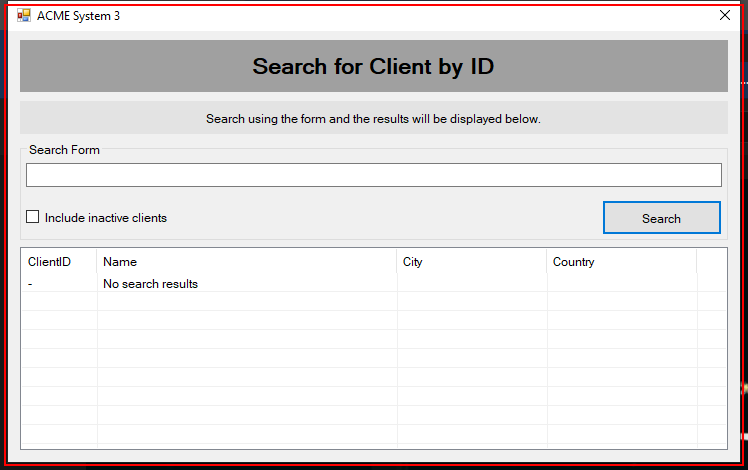 ACME System 3
Search for Client by ID
Search using the form and the results will be displayed below.
Search Form
Include inactive clients
Search
ClientID Name City Country
- No search results